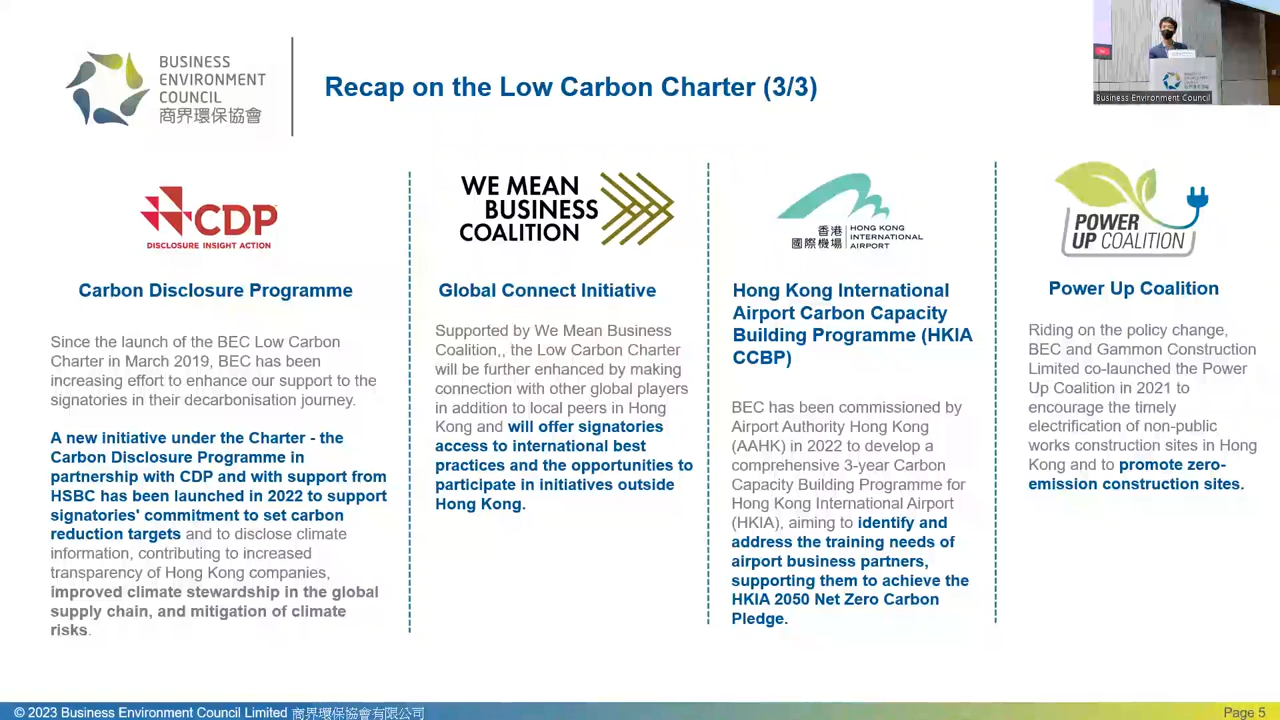 BUSINESS
ENVIRONMENT
COUNCIL
商界環保協會
Recap on the Low Carbon Charter (3/3)
Business Environment Council
CDP
DISCLOSURE INSIGHT ACTION
Carbon Disclosure Programme
Since the launch of the BEC Low Carbon
Charter in March 2019, BEC has been
increasing effort to enhance our support to the
signatories in their decarbonisation journey.
A new initiative under the Charter - the
Carbon Disclosure Programme in
partnership with CDP and with support from
HSBC has been launched in 2022 to support
signatories' commitment to set carbon
reduction targets and to disclose climate
information, contributing to increased
transparency of Hong Kong companies,
improved climate stewardship in the global
supply chain, and mitigation of climate
risks.
WE MEAN
BUSINESS
COALITION
Global Connect Initiative
Supported by We Mean Business
Coalition,, the Low Carbon Charter
will be further enhanced by making
connection with other global players
in addition to local peers in Hong
Kong and will offer signatories
access to international best
practices and the opportunities to
participate in initiatives outside
Hong Kong.
香港
國際機場
HONG KONG
INTERNATIONAL
AIRPORT
Hong Kong International
Airport Carbon Capacity
Building Programme (HKIA
CCBP)
BEC has been commissioned by
Airport Authority Hong Kong
(AAHK) in 2022 to develop a
comprehensive 3-year Carbon
Capacity Building Programme for
Hong Kong International Airport
(HKIA), aiming to identify and
address the training needs of
airport business partners,
supporting them to achieve the
HKIA 2050 Net Zero Carbon
Pledge.
POWER
UP COALITION
Power Up Coalition
Riding on the policy change,
BEC and Gammon Construction
Limited co-launched the Power
Up Coalition in 2021 to
encourage the timely
electrification of non-public
works construction sites in Hong
Kong and to promote zero-
emission construction sites.
© 2023 Business Environment Council Limited 商界環保協會有限公司
Page 5